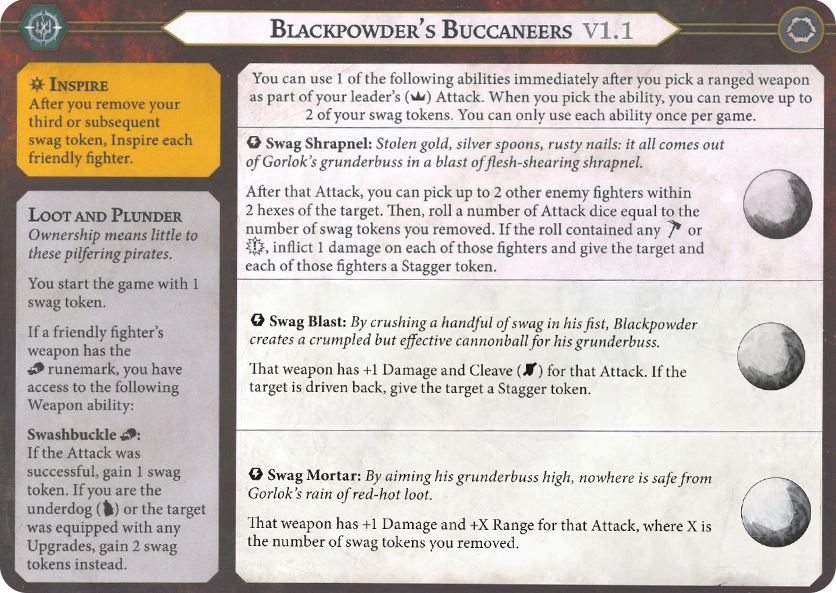 BLACKPOWDER'S BUCCANEERS V1.1
INSPIRE
After you remove your
third or subsequent
swag token, Inspire each
friendly fighter.
LOOT AND PLUNDER
Ownership means little to
these pilfering pirates.
You start the game with 1
swag token.
If a friendly fighter's
weapon has the
runemark, you have
access to the following
Weapon ability:
Swashbuckle :
If the Attack was
successful, gain 1 swag
token. If you are the
underdog ( ) or the target
was equipped with any
Upgrades, gain 2 swag
tokens instead.
You can use 1 of the following abilities immediately after you pick a ranged weapon
as part of your leader's ( ) Attack. When you pick the ability, you can remove up to
2 of your swag tokens. You can only use each ability once per game.
Swag Shrapnel: Stolen gold, silver spoons, rusty nails: it all comes out
of Gorlok's grunderbuss in a blast of flesh-shearing shrapnel.
After that Attack, you can pick up to 2 other enemy fighters within
2 hexes of the target. Then, roll a number of Attack dice equal to the
number of swag tokens you removed. If the roll contained any or
, inflict 1 damage on each of those fighters and give the target and
each of those fighters a Stagger token.
Swag Blast: By crushing a handful of swag in his fist, Blackpowder
creates a crumpled but effective cannonball for his grunderbuss.
That weapon has +1 Damage and Cleave ( ) for that Attack. If the
target is driven back, give the target a Stagger token.
Swag Mortar: By aiming his grunderbuss high, nowhere is safe from
Gorlok's rain of red-hot loot.
That weapon has +1 Damage and +X Range for that Attack, where X is
the number of swag tokens you removed.